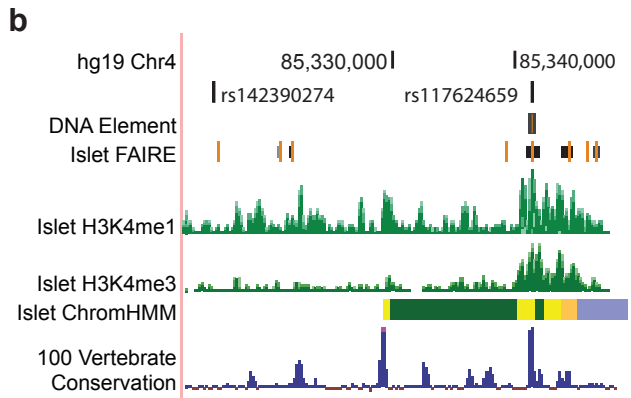 b
hg19 Chr4 85,330,000 85,340,000
rs142390274 rs117624659
DNA Element
Islet FAIRE
Islet H3K4me1
Islet H3K4me3
Islet ChromHMM
100 Vertebrate
Conservation